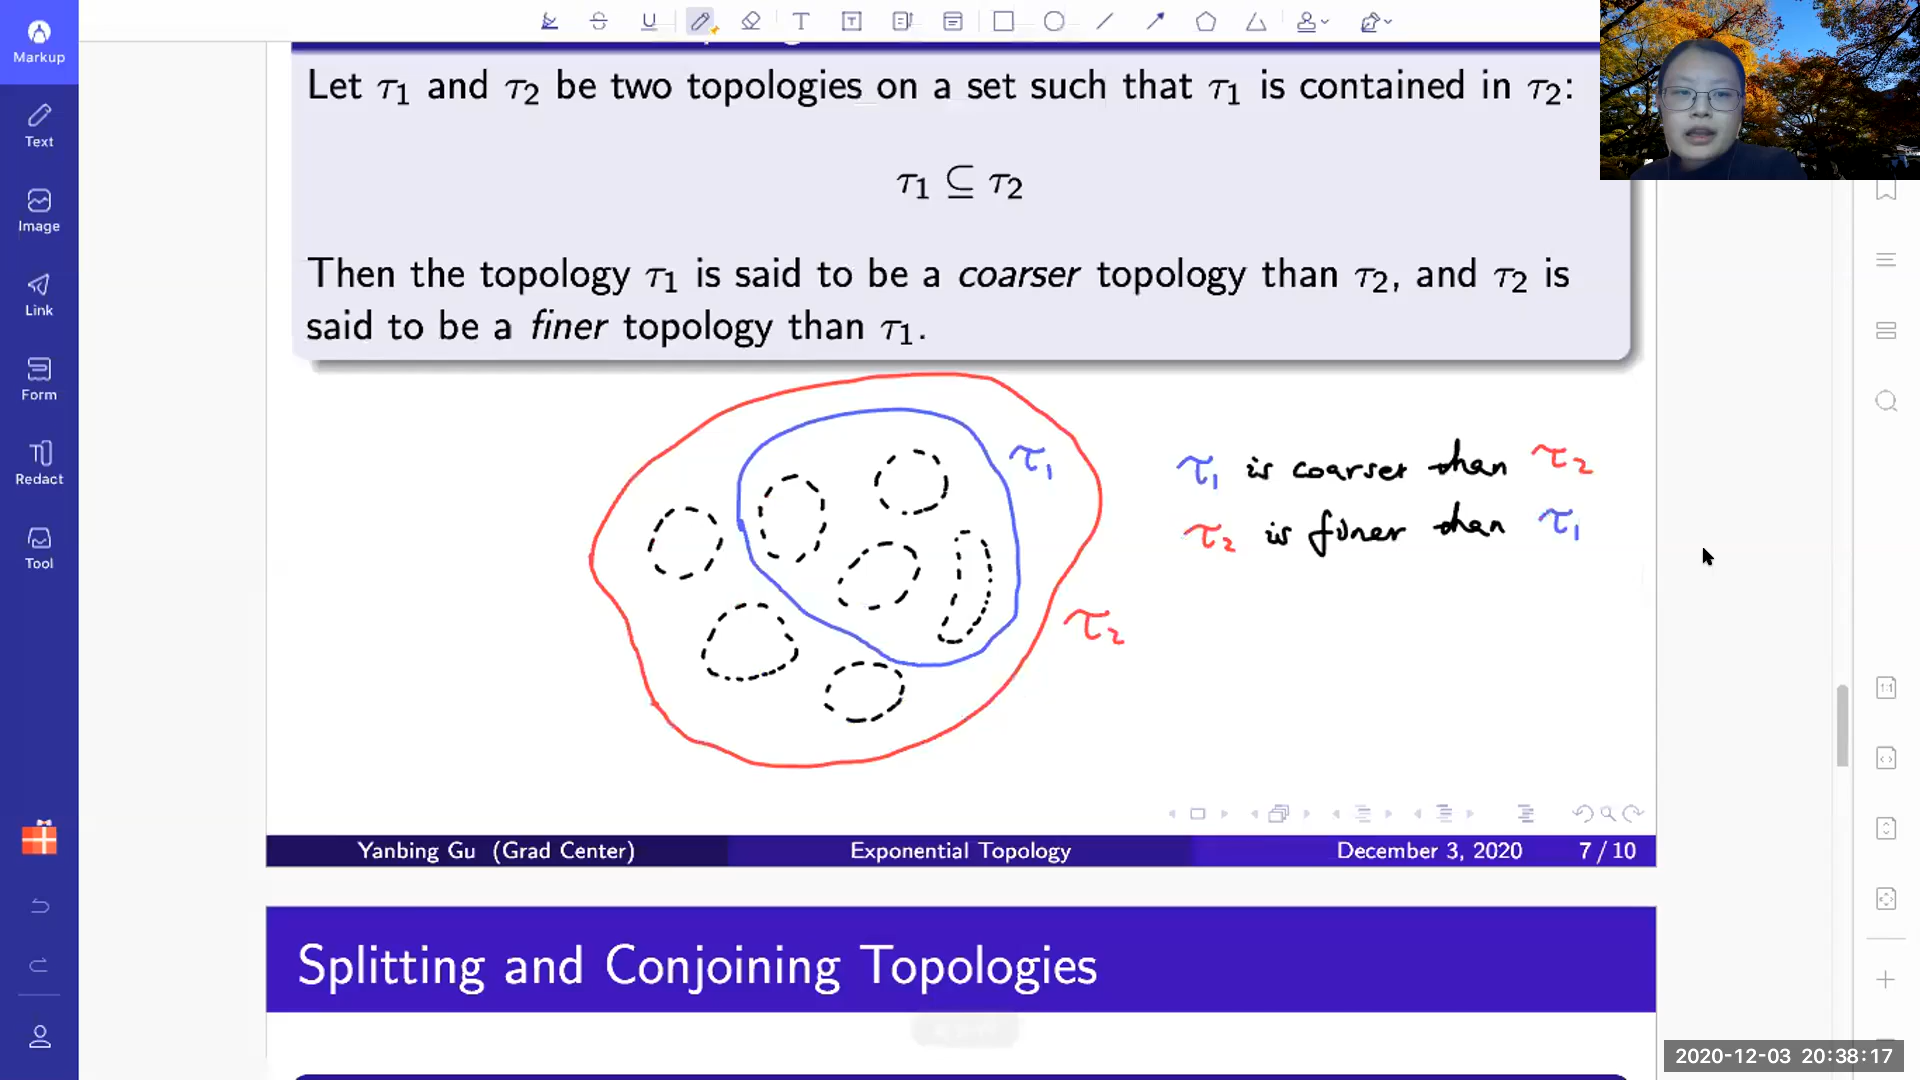 Markup
Text
Image
Link
Form
Redact
Tool
Let τ1 and τ2 be two topologies on a set such that τ1 is contained in τ2:
τ1 ⊆ τ2
Then the topology τ1 is said to be a coarser topology than τ2, and τ2 is
said to be a finer topology than τ1.
τ1
τ2
τ1 is coarser than τ2
τ2 is finer than τ1
Yanbing Gu (Grad Center)
Exponential Topology
December 3, 2020
7 / 10
Splitting and Conjoining Topologies
1:1
2020-12-03 20:38:17